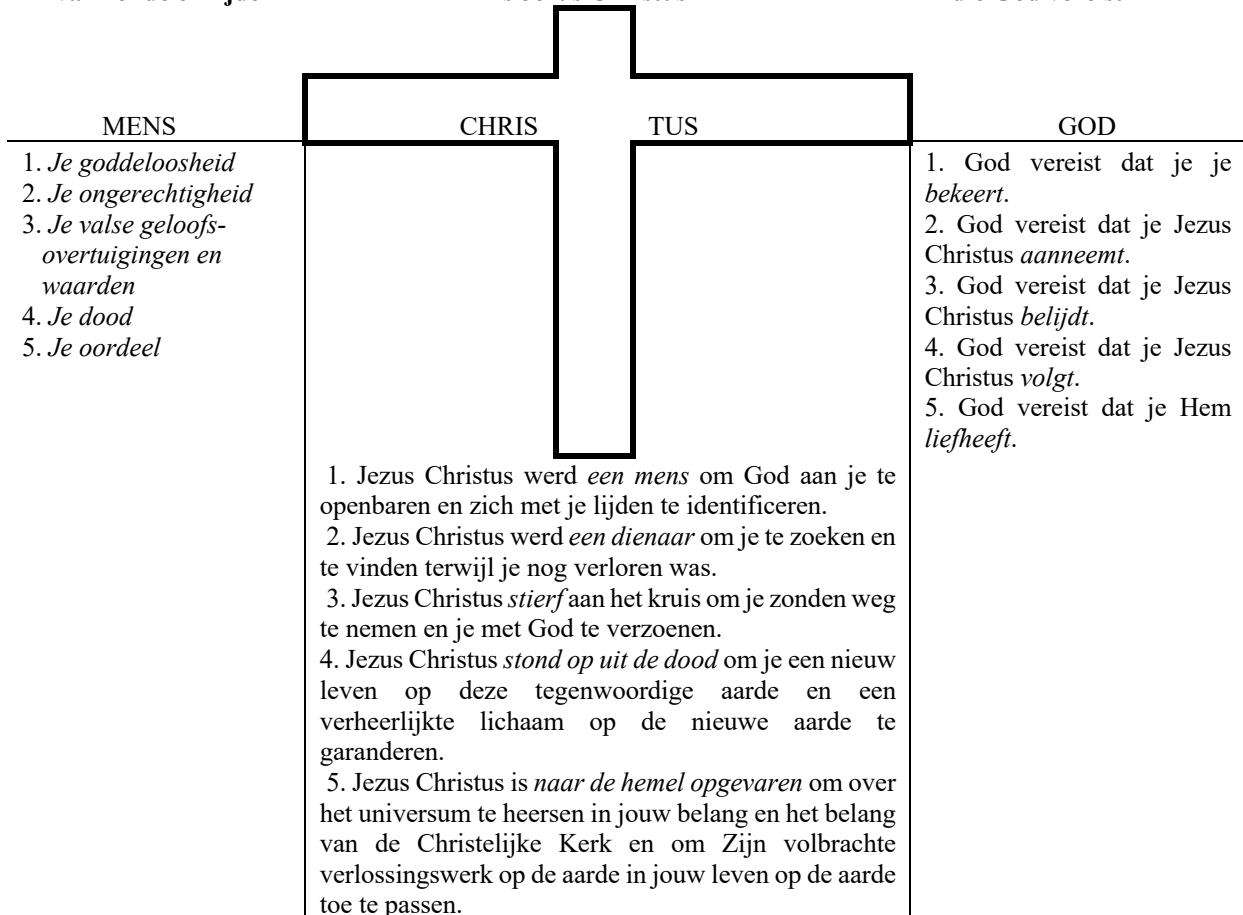 MENS
CHRIS TUS
GOD
1. Je goddeloosheid
2. Je ongerechtigheid
3. Je valse geloofs-
overtuigingen en
waarden
4. Je dood
5. Je oordeel
1. Jezus Christus werd een mens om God aan je te
openbaren en zich met je lijden te identificeren.
2. Jezus Christus werd een dienaar om je te zoeken en
te vinden terwijl je nog verloren was.
3. Jezus Christus stierf aan het kruis om je zonden weg
te nemen en je met God te verzoenen.
4. Jezus Christus stond op uit de dood om je een nieuw
leven op deze tegenwoordige aarde en een
verheerlijkte lichaam op de nieuwe aarde te
garanderen.
5. Jezus Christus is naar de hemel opgevaren om over
het universum te heersen in jouw belang en het belang
van de Christelijke Kerk en om Zijn volbrachte
verlossingswerk op de aarde in jouw leven op de aarde
toe te passen.
1. God vereist dat je je
bekeert.
2. God vereist dat je Jezus
Christus aanneemt.
3. God vereist dat je Jezus
Christus belijdt.
4. God vereist dat je Jezus
Christus volgt.
5. God vereist dat je Hem
liefheeft.